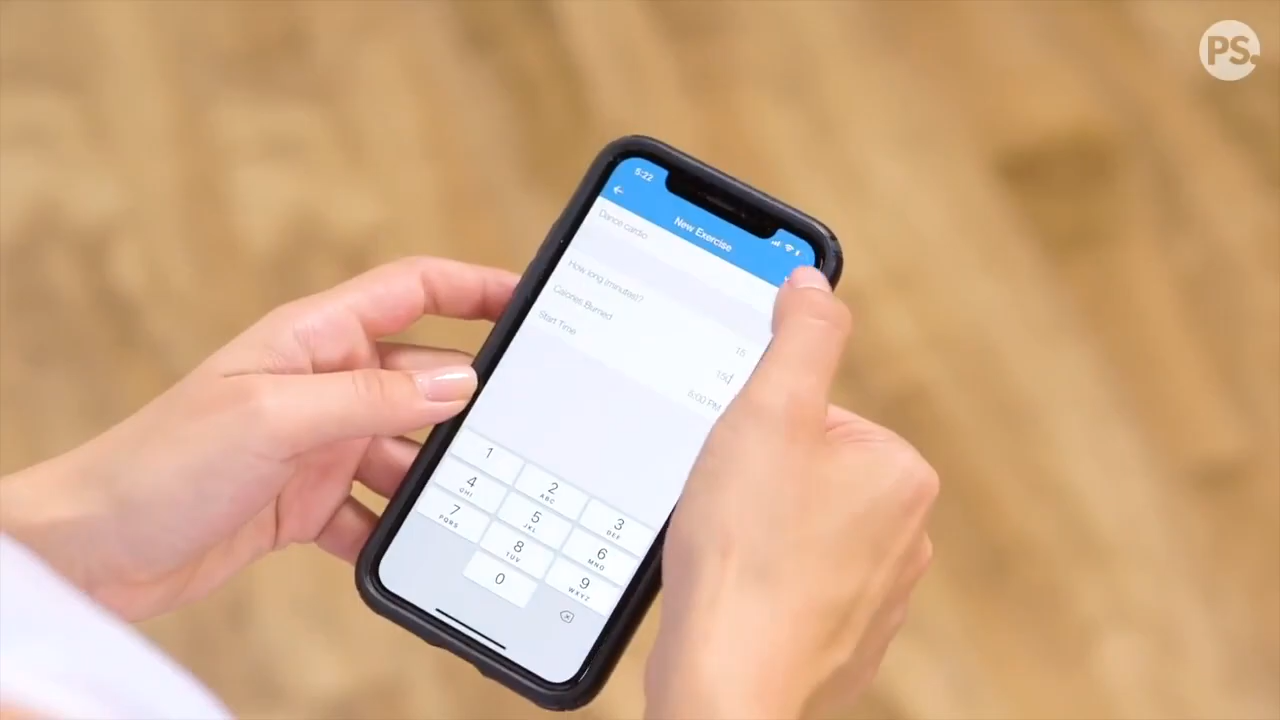 PS.
5:22
New Exercise
Dance cardio
How long (minutes)?
15
Calories Burned
150
Start Time
5:00 PM
1
2
ABC
3
DEF
4
GHI
5
JKL
6
MNO
7
PQRS
8
TUV
9
WXYZ
0